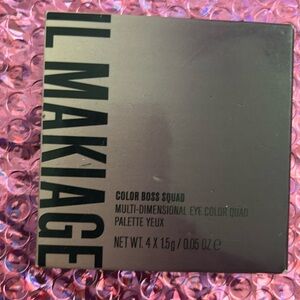 IL MAKIAGE
COLOR BOSS SQUAD
MULTI-DIMENSIONAL EYE COLOR QUAD
PALETTE YEUX
NET WT. 4 X 1.5g / 0.05 OZ ℮